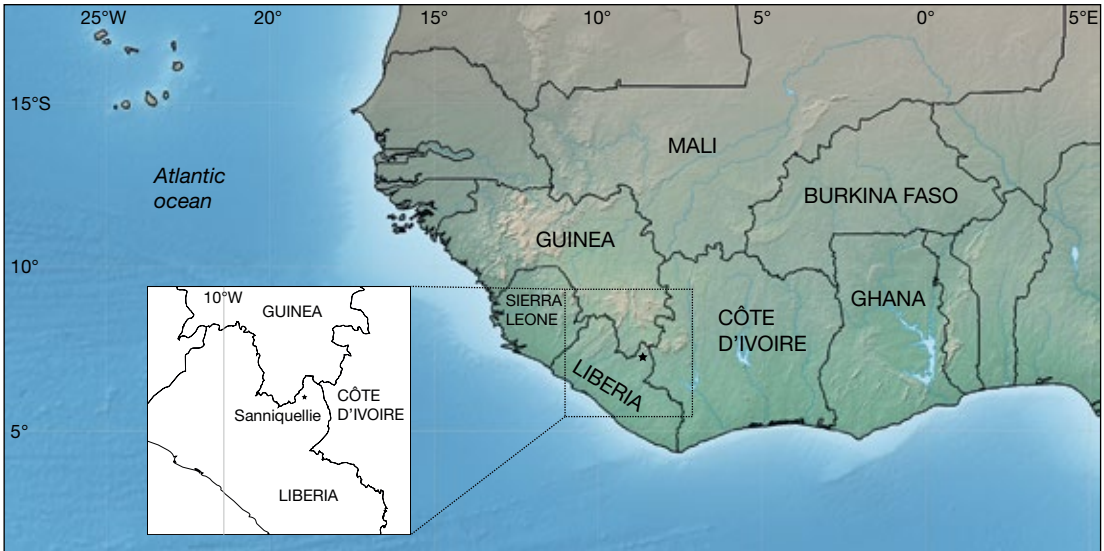 25°W
20°
15°
10°
5°
0°
5°E
15°S
MALI
Atlantic
ocean
BURKINA FASO
GUINEA
10°
SIERRA
LEONE
GHANA
CÔTE
D'IVOIRE
LIBERIA
5°
10°W
GUINEA
CÔTE
D'IVOIRE
Sanniquellie
LIBERIA